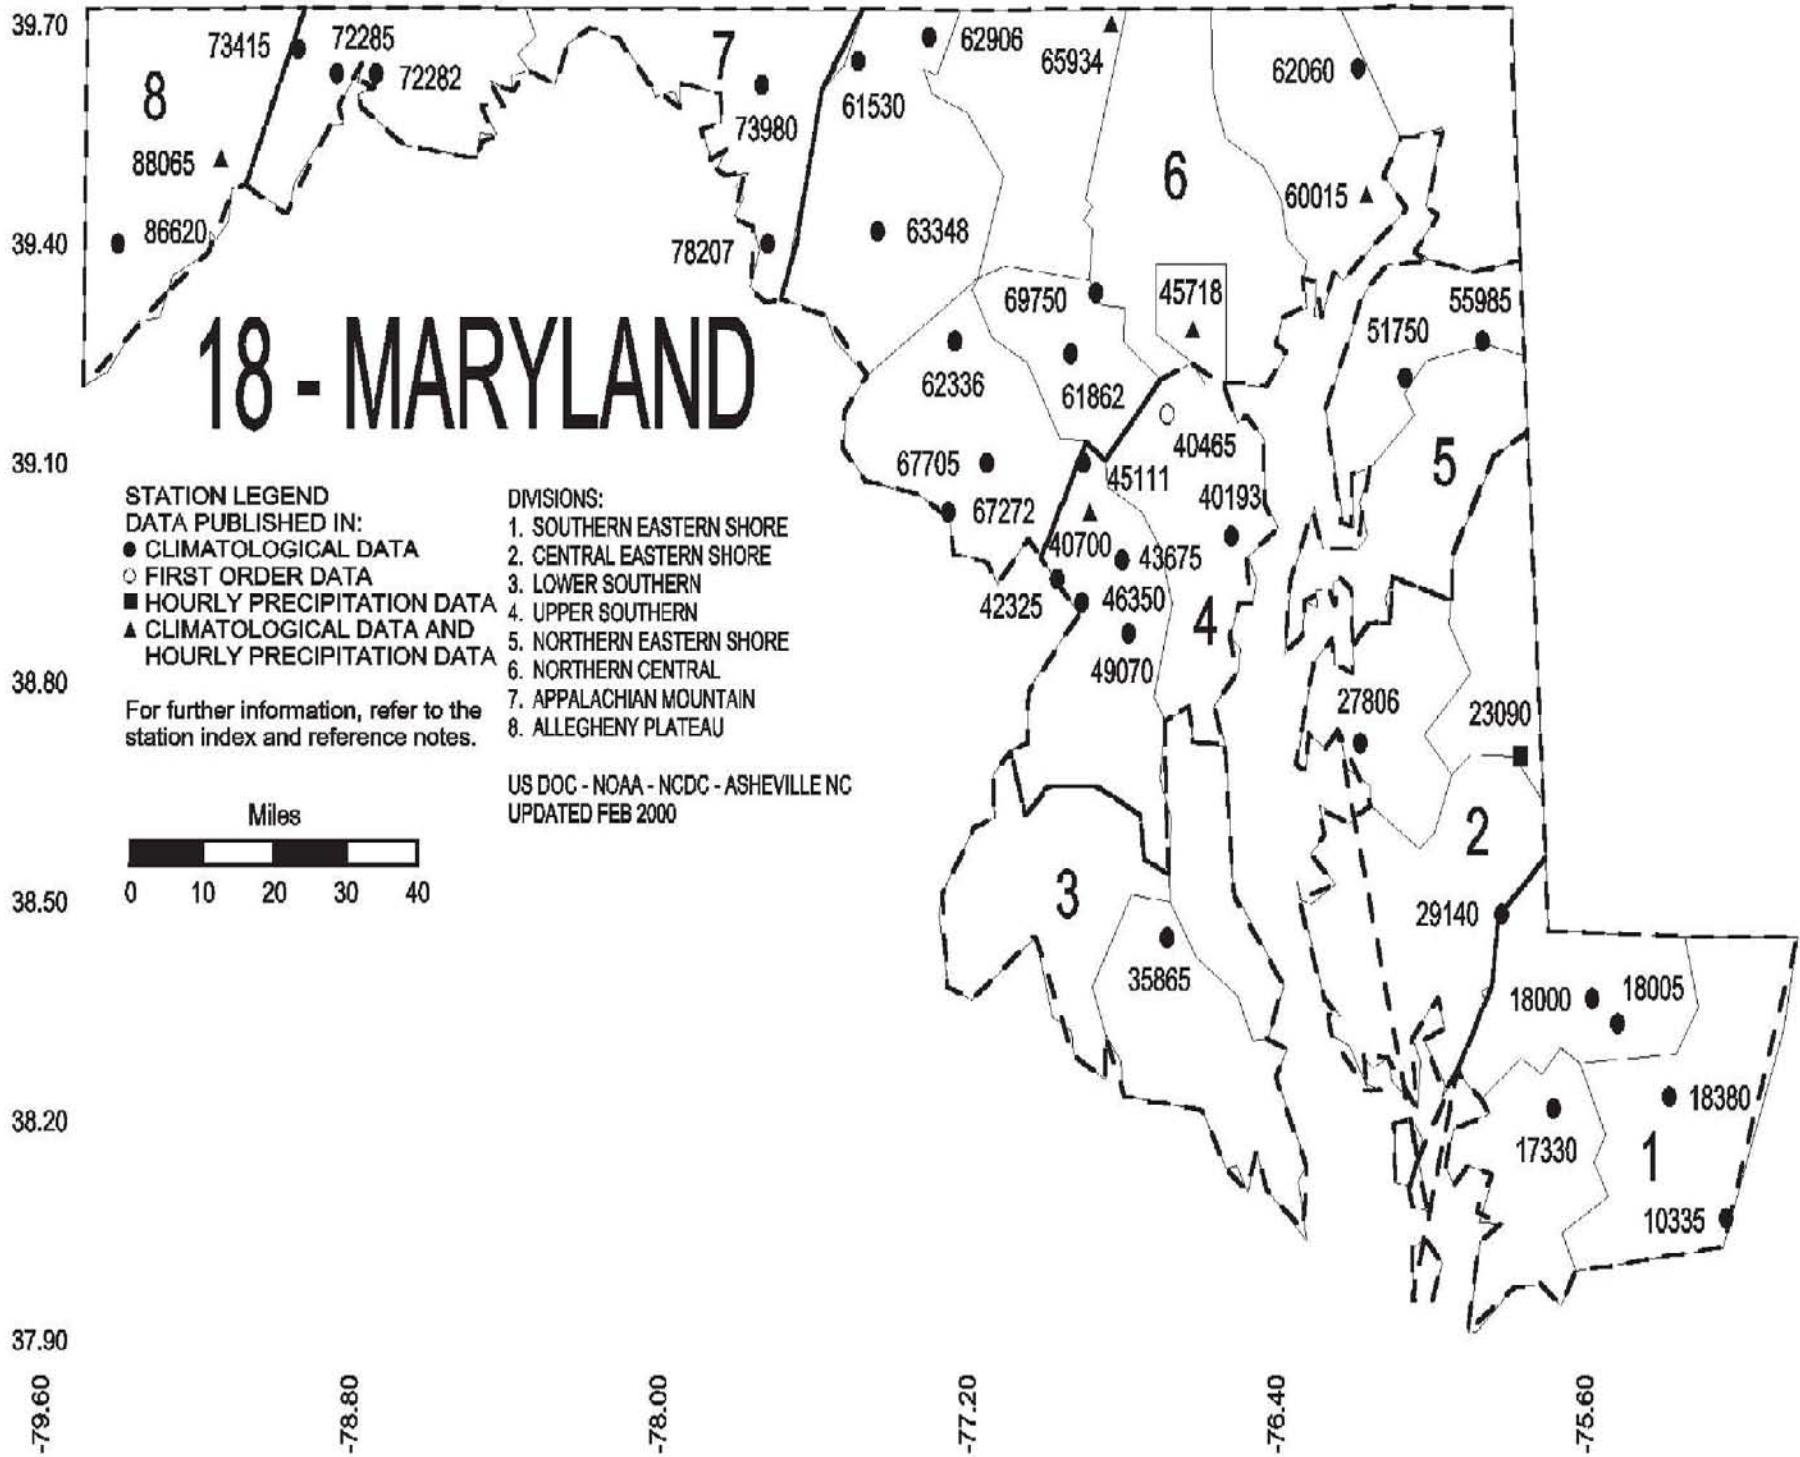 39.70
73415
72285
72282
7
62906
65934
62060
8
61530
73980
88065
6
60015
86620
39.40
78207
63348
69750
45718
55985
51750
18 - MARYLAND
62336
61862
40465
39.10
67705
45111
5
40193
67272
40700
43675
42325
46350
4
49070
STATION LEGEND
DATA PUBLISHED IN:
CLIMATOLOGICAL DATA
FIRST ORDER DATA
HOURLY PRECIPITATION DATA
CLIMATOLOGICAL DATA AND
HOURLY PRECIPITATION DATA
For further information, refer to the
station index and reference notes.
DIVISIONS:
1. SOUTHERN EASTERN SHORE
2. CENTRAL EASTERN SHORE
3. LOWER SOUTHERN
4. UPPER SOUTHERN
5. NORTHERN EASTERN SHORE
6. NORTHERN CENTRAL
7. APPALACHIAN MOUNTAIN
8. ALLEGHENY PLATEAU
US DOC - NOAA - NCDC - ASHEVILLE NC
UPDATED FEB 2000
38.80
27806
23090
Miles
0 10 20 30 40
2
38.50
3
29140
35865
18000
18005
38.20
18380
17330
1
10335
37.90
-79.60
-78.80
-78.00
-77.20
-76.40
-75.60